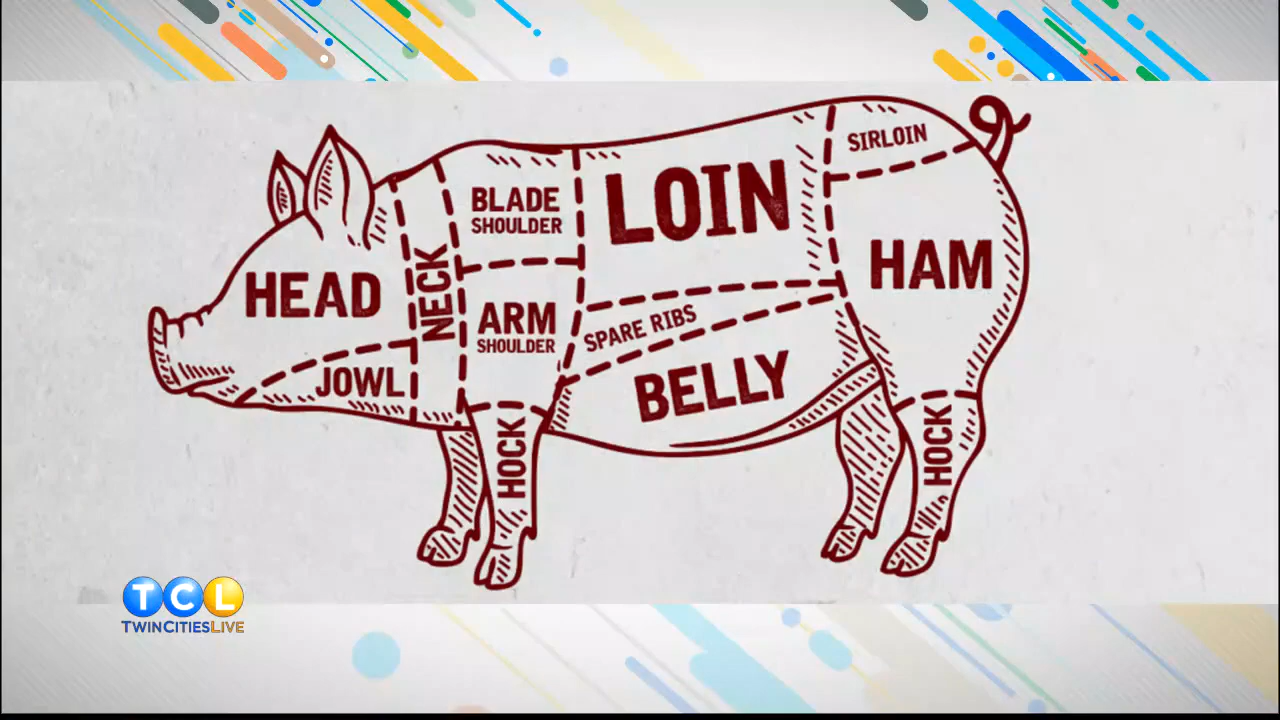 SIRLOIN
BLADE
SHOULDER
LOIN
HAM
HEAD
NECK
ARM
SHOULDER
SPARE RIBS
JOWL
BELLY
HOCK
HOCK
TCL
TWINCITIESLIVE